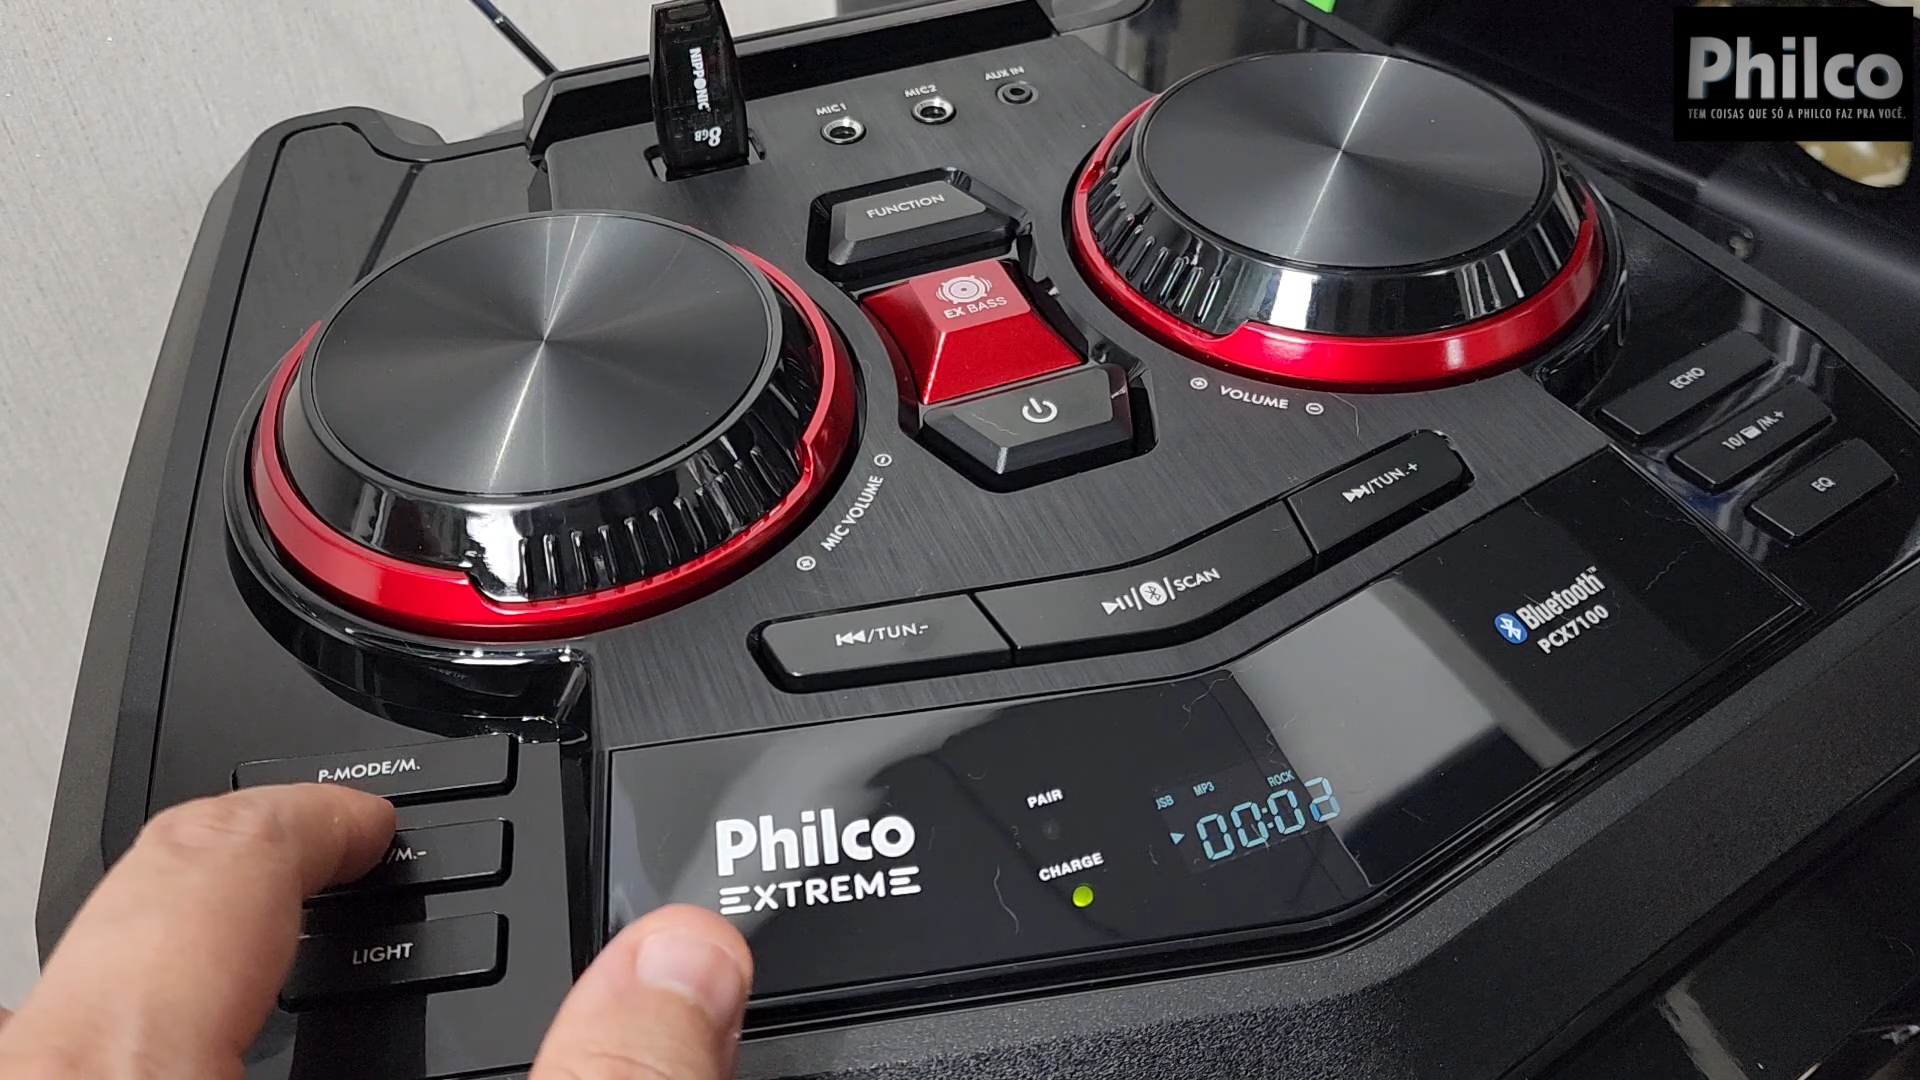 Philco
TEM COISAS QUE SÓ A PHILCO FAZ PRA VOCÊ.
NIPPONIC
8GB
MIC1
MIC2
AUX IN
FUNCTION
EX BASS
VOLUME
MIC VOLUME
ECHO
10/ /M.+
EQ
/TUN.-
/ /SCAN
/TUN.+
Bluetooth™
PCX7100
P-MODE/M.
/M.-
LIGHT
Philco
EXTREME
PAIR
CHARGE
USB MP3 ROCK
00:02